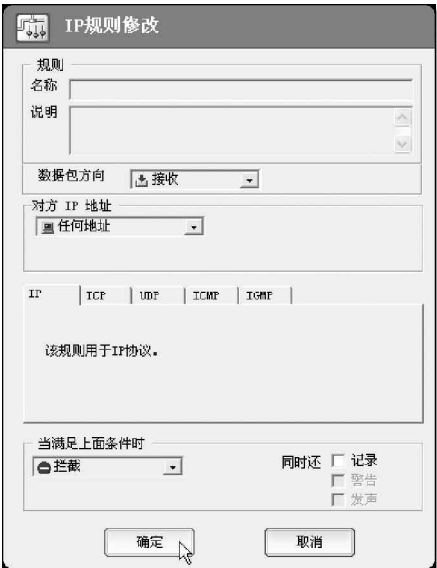 IP规则修改
规则
名称
说明
数据包方向
接收
对方 IP 地址
任何地址
IP TCP UDP ICMP IGMP
该规则用于IP协议。
当满足上面条件时
拦截
同时还 记录
警告
发声
确定 取消